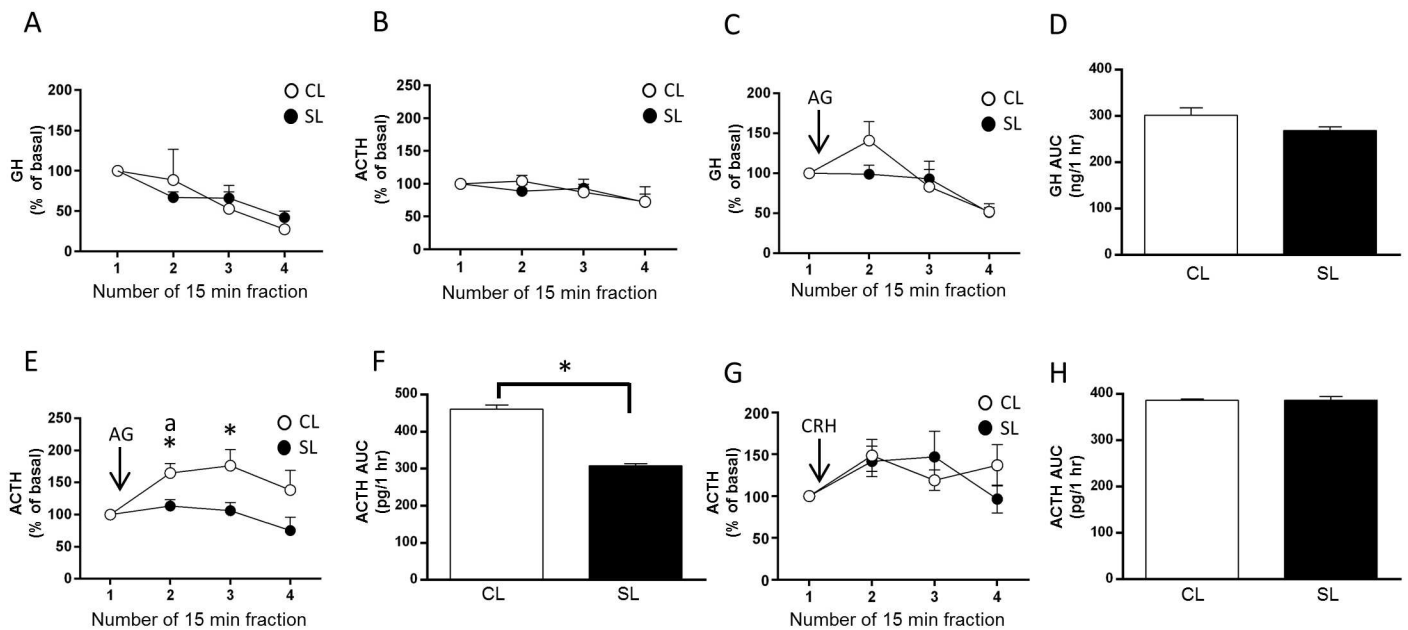 A
GH
(% of basal)
200
150
100
50
0
CL
SL
1 2 3 4
Number of 15 min fraction
B
ACTH
(% of basal)
250
200
150
100
50
0
CL
SL
1 2 3 4
Number of 15 min fraction
C
GH
(% of basal)
200
150
100
50
0
AG
CL
SL
1 2 3 4
Number of 15 min fraction
D
GH AUC
(ng/1 hr)
400
300
200
100
0
CL SL
E
ACTH
(% of basal)
250
200
150
100
50
0
AG
a
* *
CL
SL
1 2 3 4
Number of 15 min fraction
F
ACTH AUC
(pg/1 hr)
500
400
300
200
100
0
*
CL SL
G
ACTH
(% of basal)
200
150
100
50
0
CRH
CL
SL
1 2 3 4
Number of 15 min fraction
H
ACTH AUC
(pg/1 hr)
400
300
200
100
0
CL SL